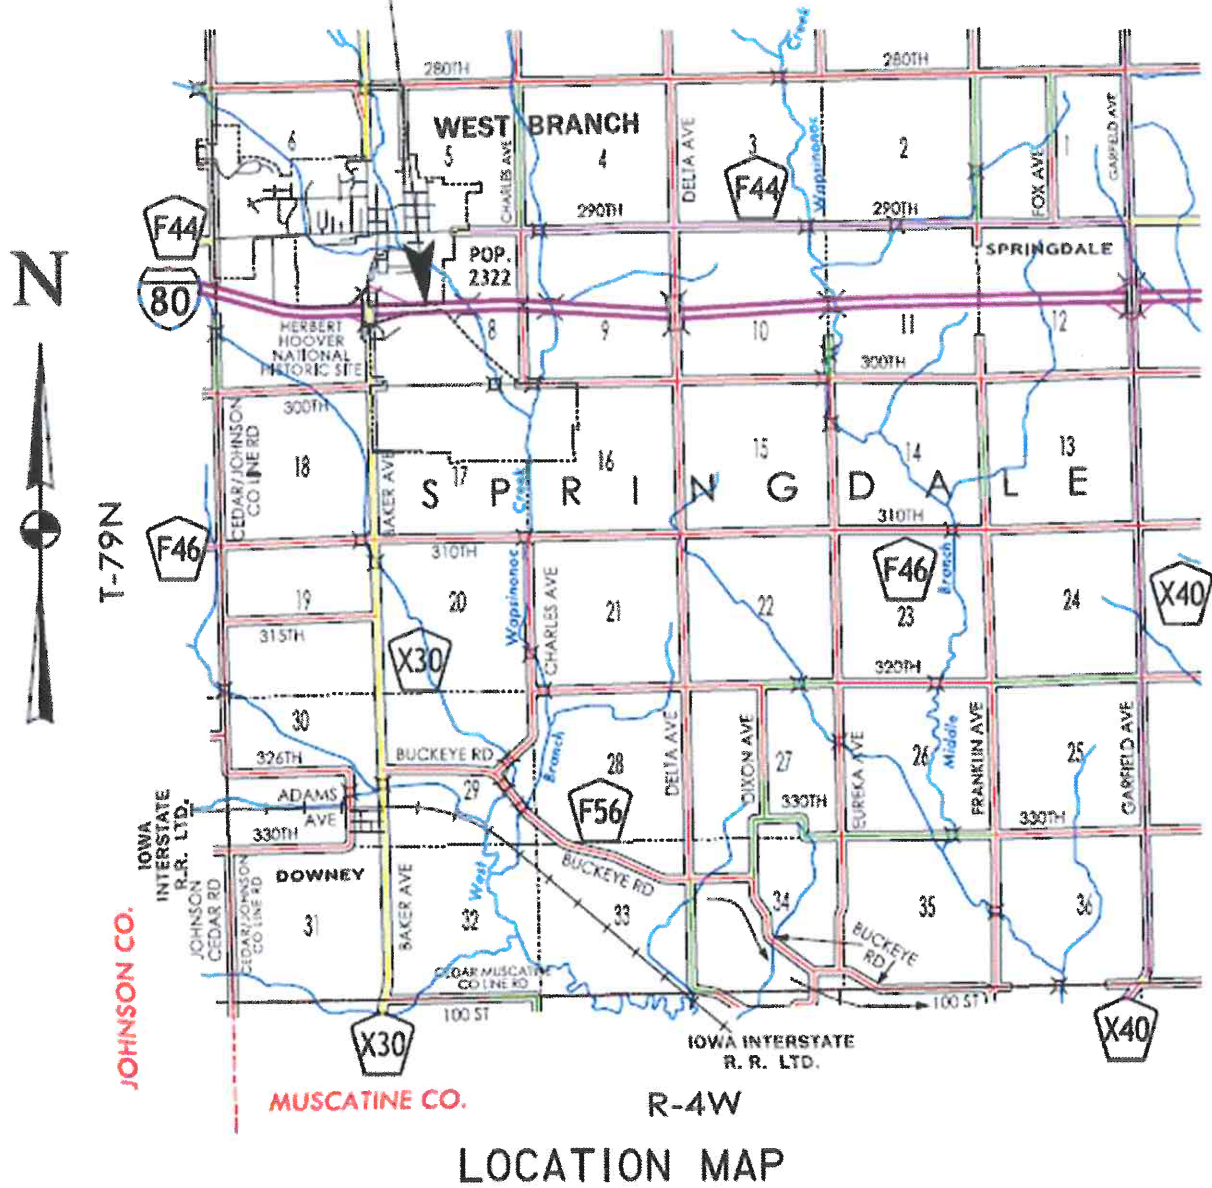 Creek
280TH
280TH
WEST BRANCH
6
5
4
3
2
1
CHARLES AVE
DELTA AVE
Wapsinonoc
FOX AVE
GARFIELD AVE
F44
F44
290TH
290TH
SPRINGDALE
N
POP.
2322
80
8
9
10
11
12
HERBERT
HOOVER
NATIONAL
HISTORIC SITE
300TH
300TH
CEDAR/JOHNSON
CO LINE RD
18
BAKER AVE
17
16
15
14
13
SPRINGDALE
Creek
310TH
310TH
F46
F46
Branch
T-79N
X40
19
20
21
22
23
24
Wapsinonoc
CHARLES AVE
315TH
X30
320TH
30
BUCKEYE RD
29
28
27
26
25
Branch
DELTA AVE
DIXON AVE
EUREKA AVE
Middle
FRANKLIN AVE
GARFIELD AVE
326TH
ADAMS
AVE
F56
330TH
330TH
330TH
IOWA
INTERSTATE
R.R. LTD.
DOWNEY
BUCKEYE RD
JOHNSON
CEDAR RD
CEDAR/JOHNSON
CO LINE RD
31
BAKER AVE
32
West
33
34
35
36
BUCKEYE
RD
CEDAR MUSCATINE
CO LINE RD
100 ST
100 ST
JOHNSON CO.
X30
IOWA INTERSTATE
R. R. LTD.
X40
MUSCATINE CO.
R-4W
LOCATION MAP